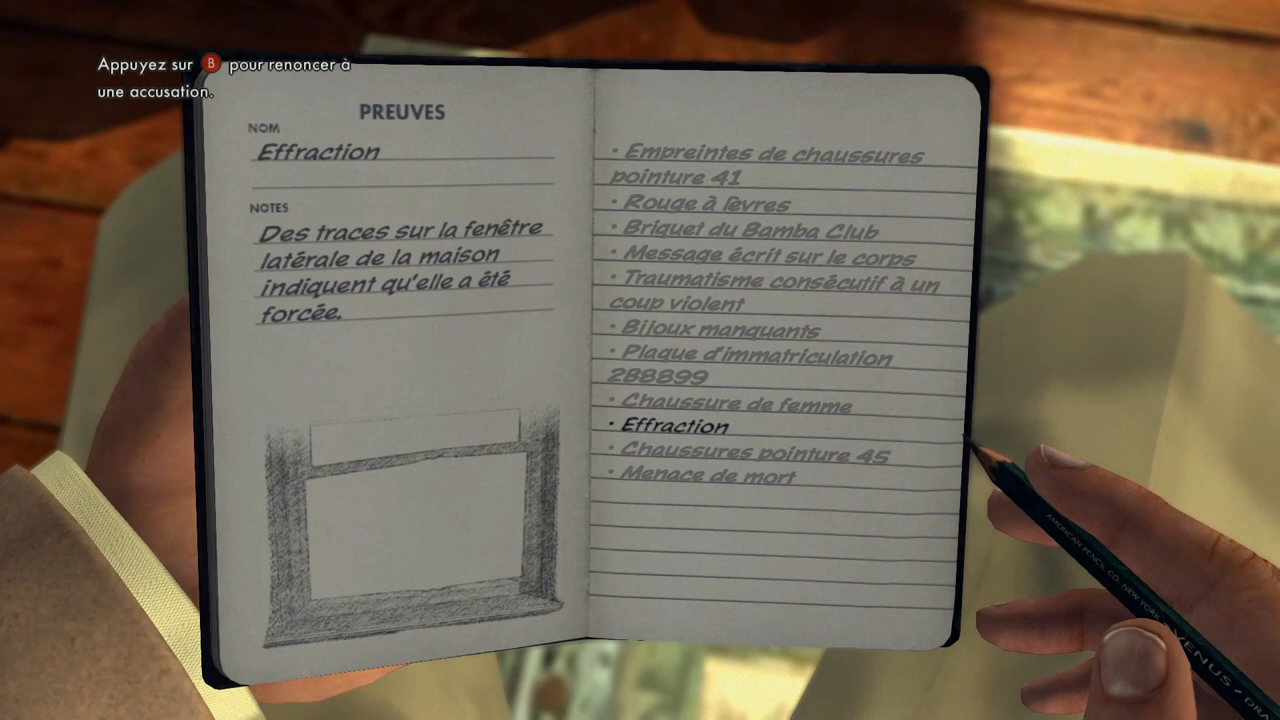 Appuyez sur B pour renoncer à
une accusation.
PREUVES
NOM
Effraction
NOTES
Des traces sur la fenêtre
latérale de la maison
indiquent qu'elle a été
forcée.
• Empreintes de chaussures
pointure 41
• Rouge à lèvres
• Briquet du Bamba Club
• Message écrit sur le corps
• Traumatisme consécutif à un
coup violent
• Bijoux manquants
• Plaque d'immatriculation
2B8899
• Chaussure de femme
• Effraction
• Chaussures pointure 45
• Menace de mort
AMERICAN PENCIL CO. NEW YORK
VENUS / DRA